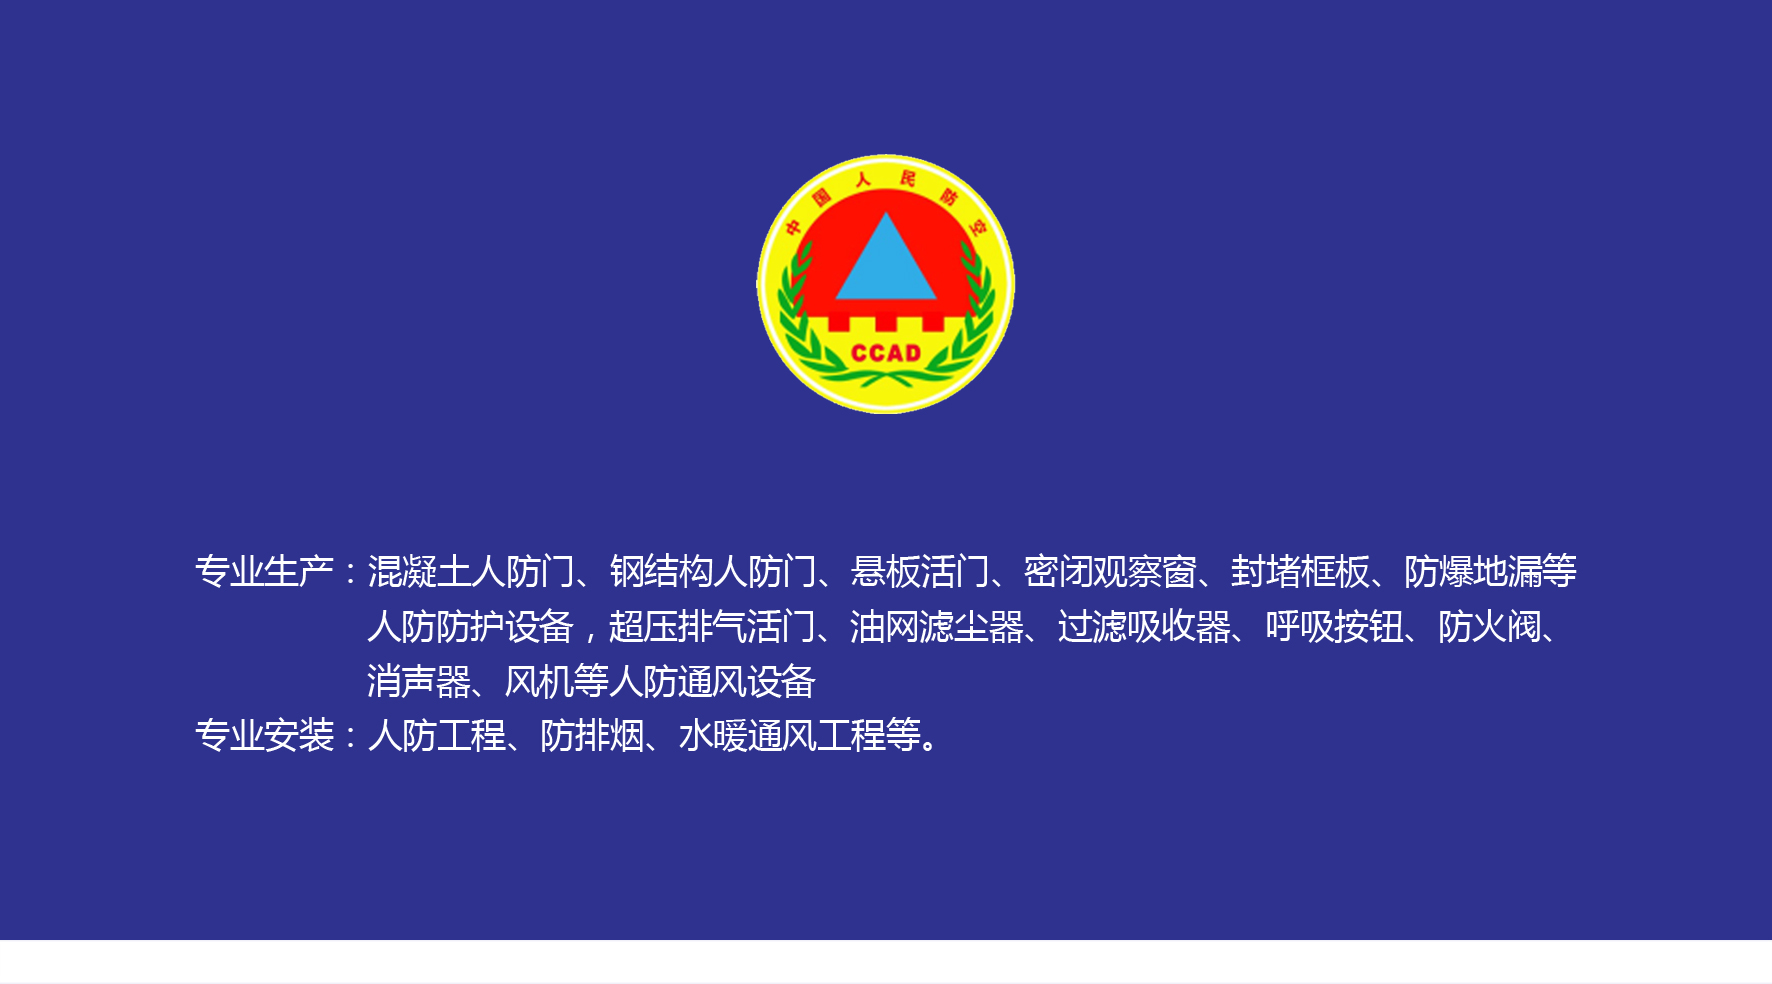 中国人民防空
CCAD
专业生产：混凝土人防门、钢结构人防门、悬板活门、密闭观察窗、封堵框板、防爆地漏等
人防防护设备，超压排气活门、油网滤尘器、过滤吸收器、呼吸按钮、防火阀、
消声器、风机等人防通风设备
专业安装：人防工程、防排烟、水暖通风工程等。